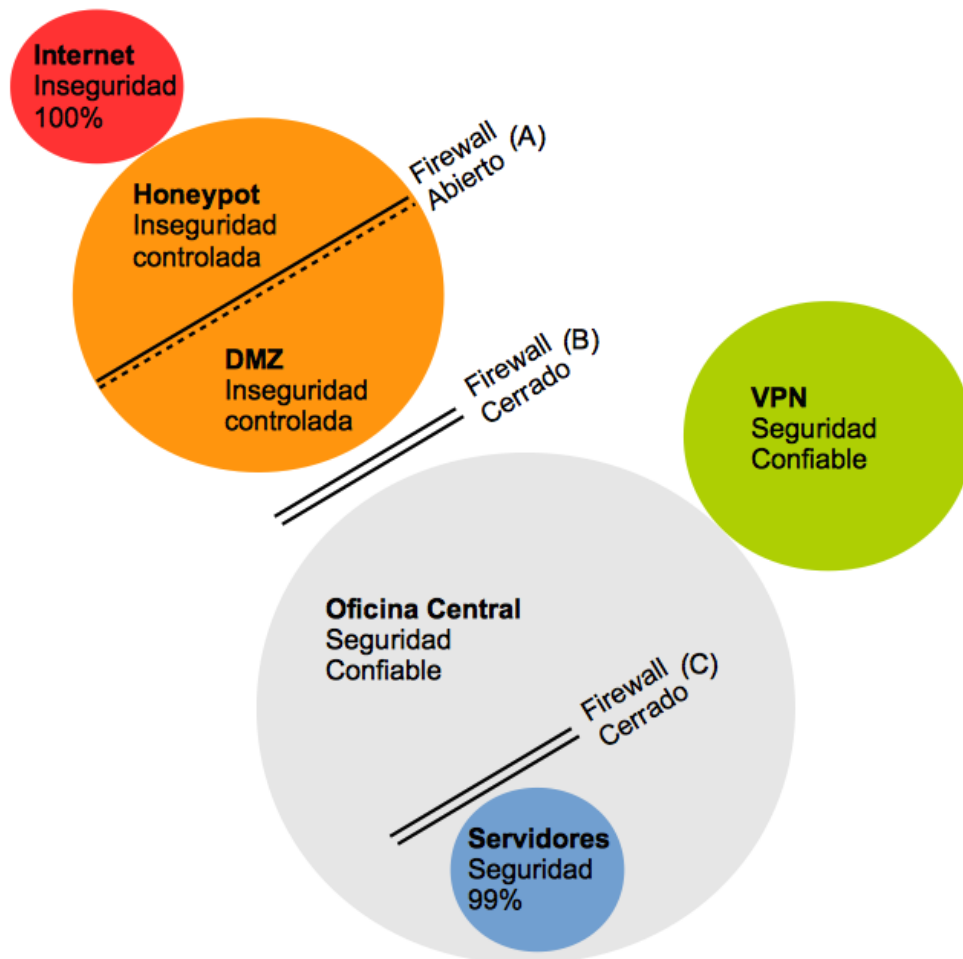 Internet
Inseguridad
100%
Firewall (A)
Abierto
Honeypot
Inseguridad
controlada
DMZ
Inseguridad
controlada
Firewall (B)
Cerrado
VPN
Seguridad
Confiable
Oficina Central
Seguridad
Confiable
Firewall (C)
Cerrado
Servidores
Seguridad
99%